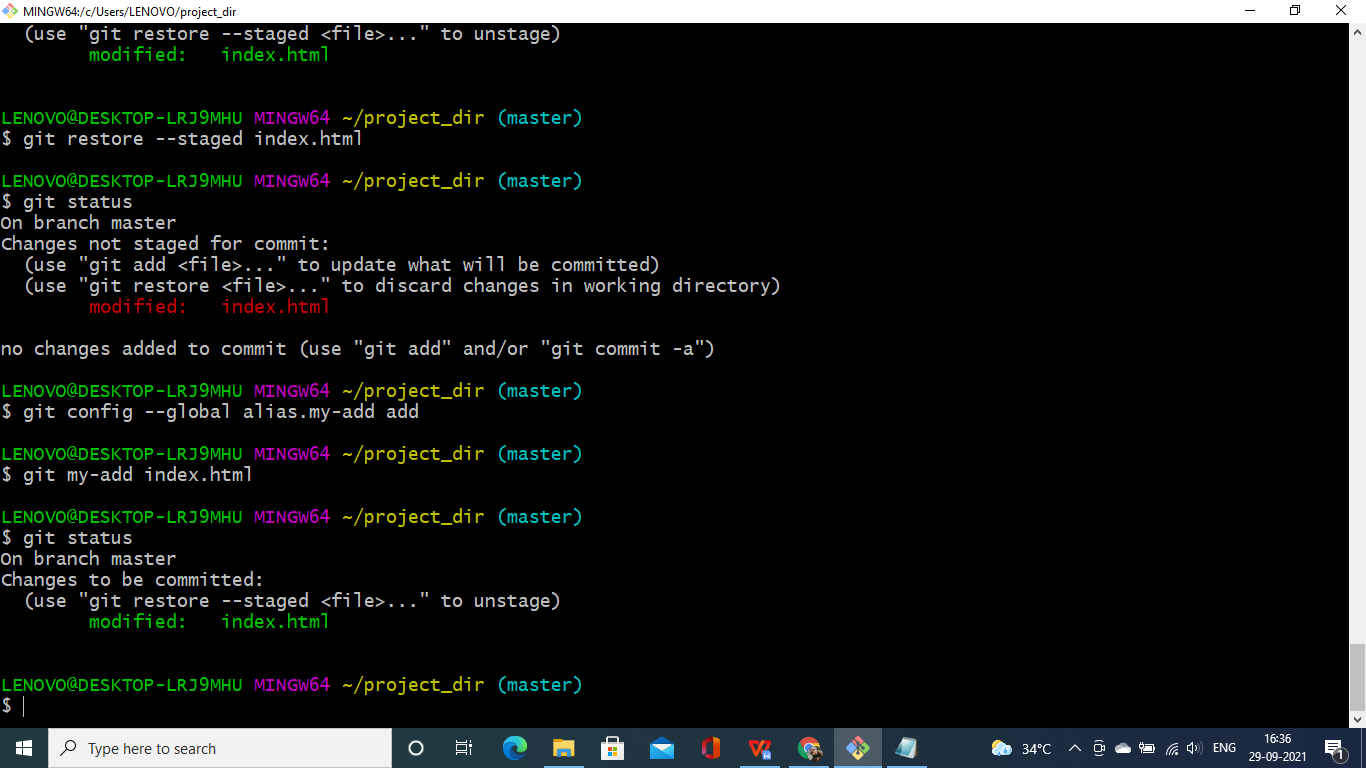 MINGW64:/c/Users/LENOVO/project_dir
(use "git restore --staged <file>..." to unstage)
modified:   index.html
LENOVO@DESKTOP-LRJ9MHU MINGW64 ~/project_dir (master)
$ git restore --staged index.html
LENOVO@DESKTOP-LRJ9MHU MINGW64 ~/project_dir (master)
$ git status
On branch master
Changes not staged for commit:
(use "git add <file>..." to update what will be committed)
(use "git restore <file>..." to discard changes in working directory)
modified:   index.html
no changes added to commit (use "git add" and/or "git commit -a")
LENOVO@DESKTOP-LRJ9MHU MINGW64 ~/project_dir (master)
$ git config --global alias.my-add add
LENOVO@DESKTOP-LRJ9MHU MINGW64 ~/project_dir (master)
$ git my-add index.html
LENOVO@DESKTOP-LRJ9MHU MINGW64 ~/project_dir (master)
$ git status
On branch master
Changes to be committed:
(use "git restore --staged <file>..." to unstage)
modified:   index.html
LENOVO@DESKTOP-LRJ9MHU MINGW64 ~/project_dir (master)
$
Type here to search
34°C
ENG
16:36
29-09-2021
1